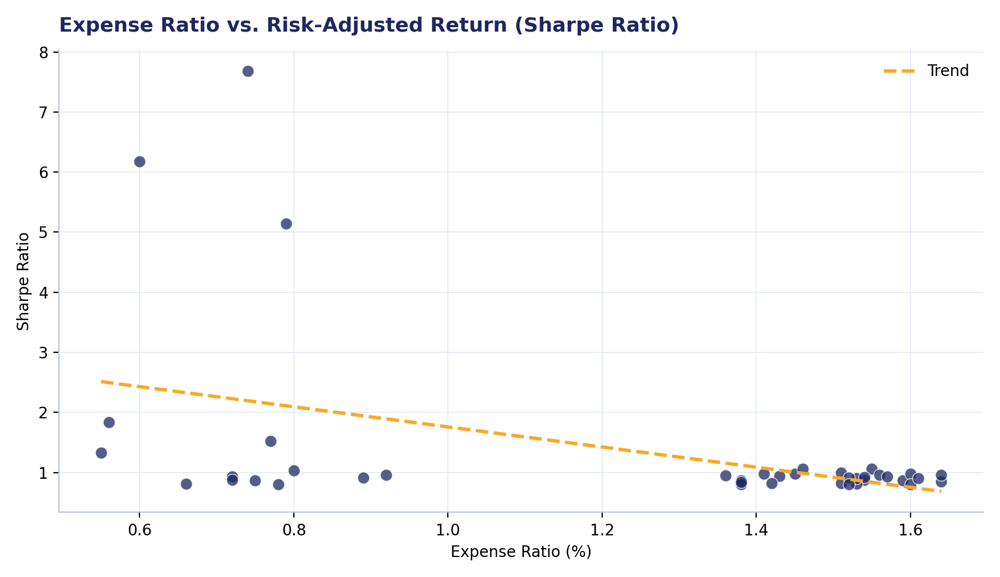 Expense Ratio vs. Risk-Adjusted Return (Sharpe Ratio)
Trend
Sharpe Ratio
8
7
6
5
4
3
2
1
0.6 0.8 1.0 1.2 1.4 1.6
Expense Ratio (%)